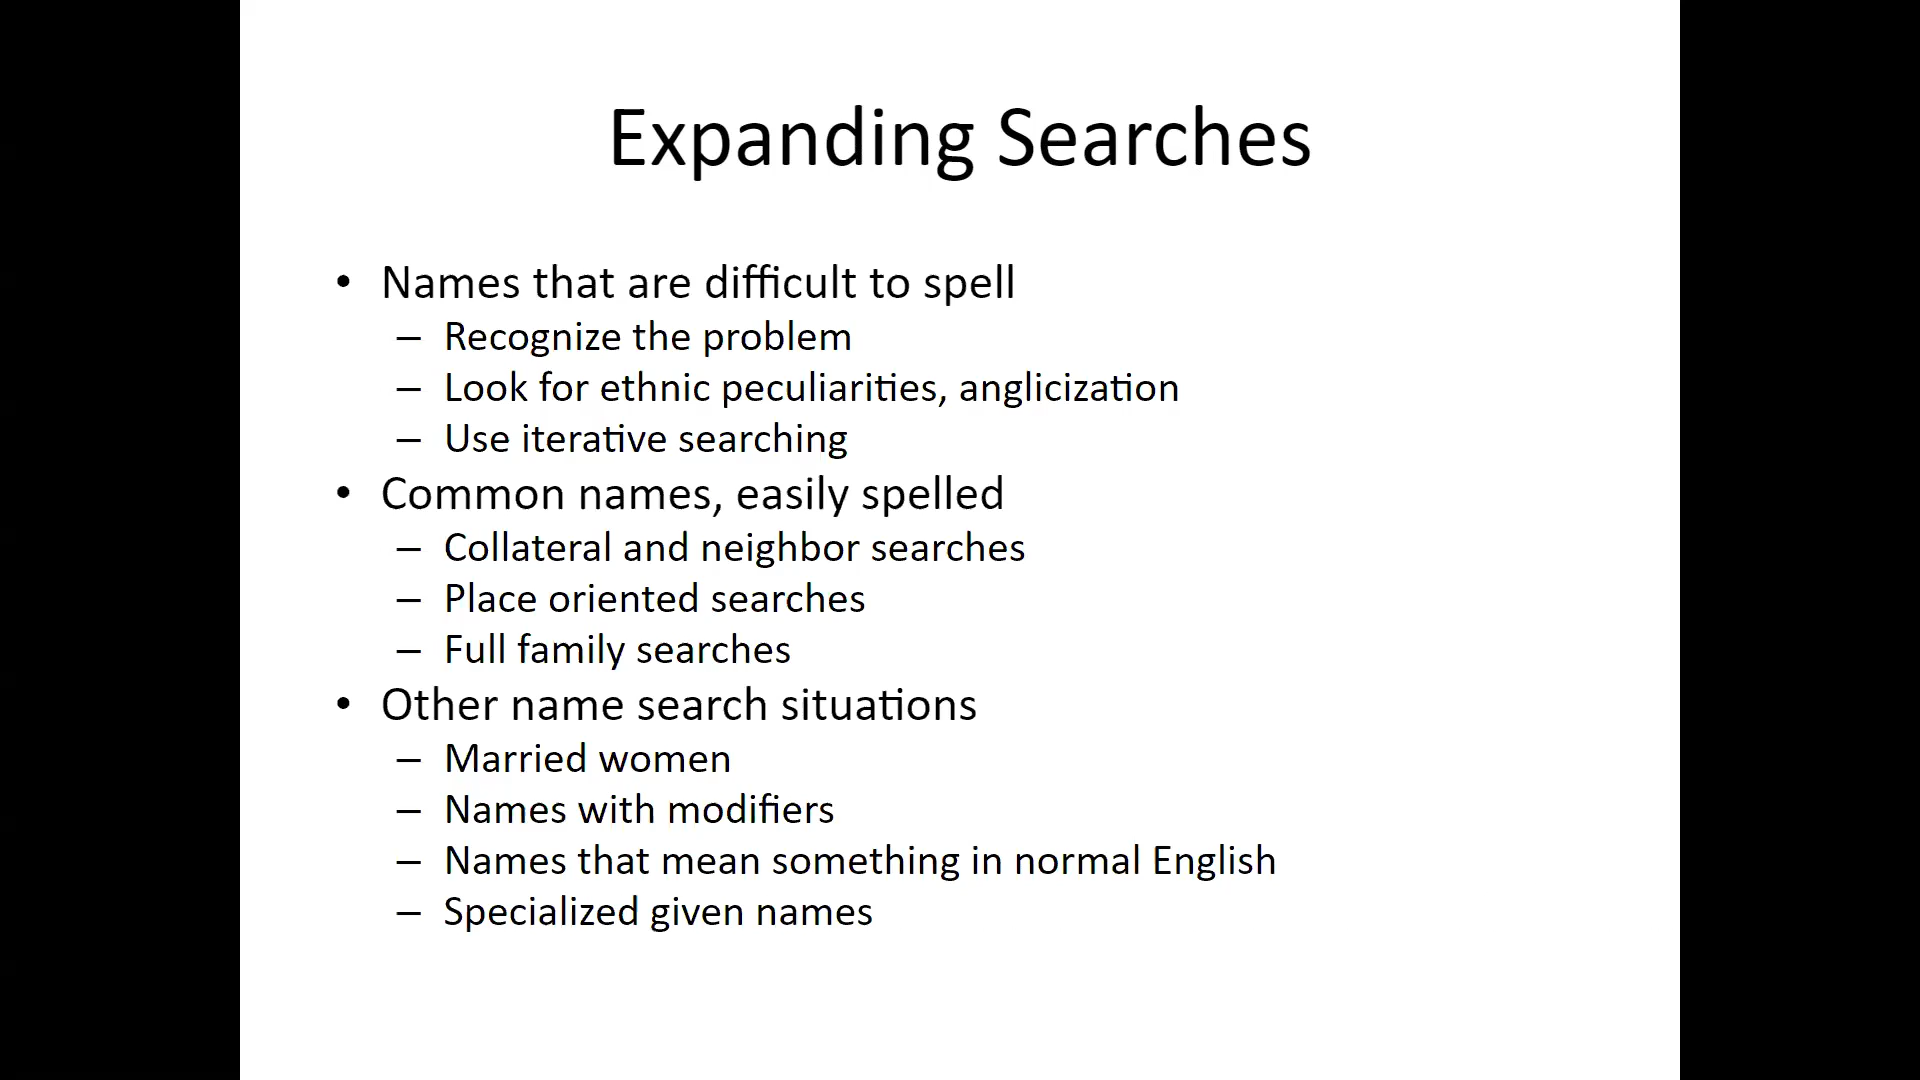 Expanding Searches
• Names that are difficult to spell
– Recognize the problem
– Look for ethnic peculiarities, anglicization
– Use iterative searching
• Common names, easily spelled
– Collateral and neighbor searches
– Place oriented searches
– Full family searches
• Other name search situations
– Married women
– Names with modifiers
– Names that mean something in normal English
– Specialized given names